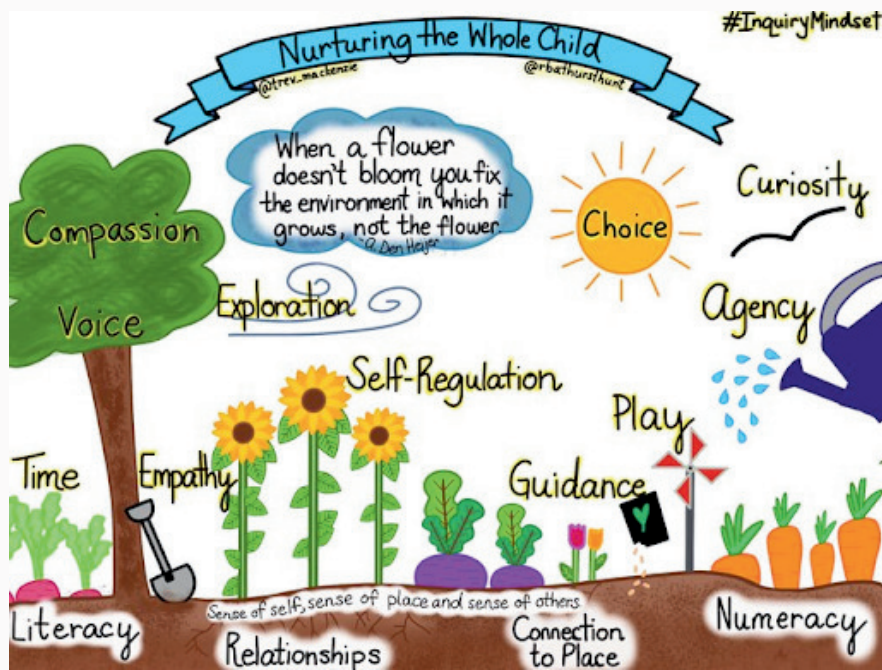 #InquiryMindset
Nurturing the Whole Child
@trev_mackenzie
@rbathursthunt
When a flower
doesn't bloom you fix
the environment in which it
grows, not the flower.
-A. Den Heijer
Choice
Curiosity
Compassion
Voice
Exploration
Agency
Self-Regulation
Play
Time
Empathy
Guidance
Sense of self, sense of place and sense of others
Literacy
Relationships
Connection
to Place
Numeracy